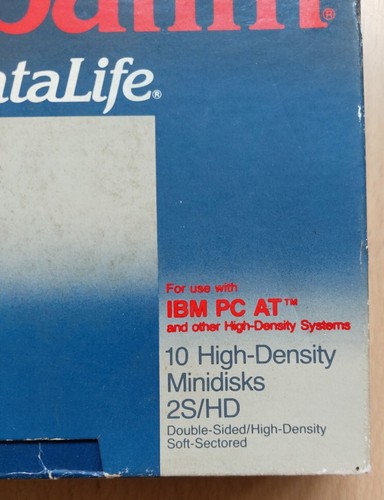 ataLife®
For use with
IBM PC AT™
and other High-Density Systems
10 High-Density
Minidisks
2S/HD
Double-Sided/High-Density
Soft-Sectored